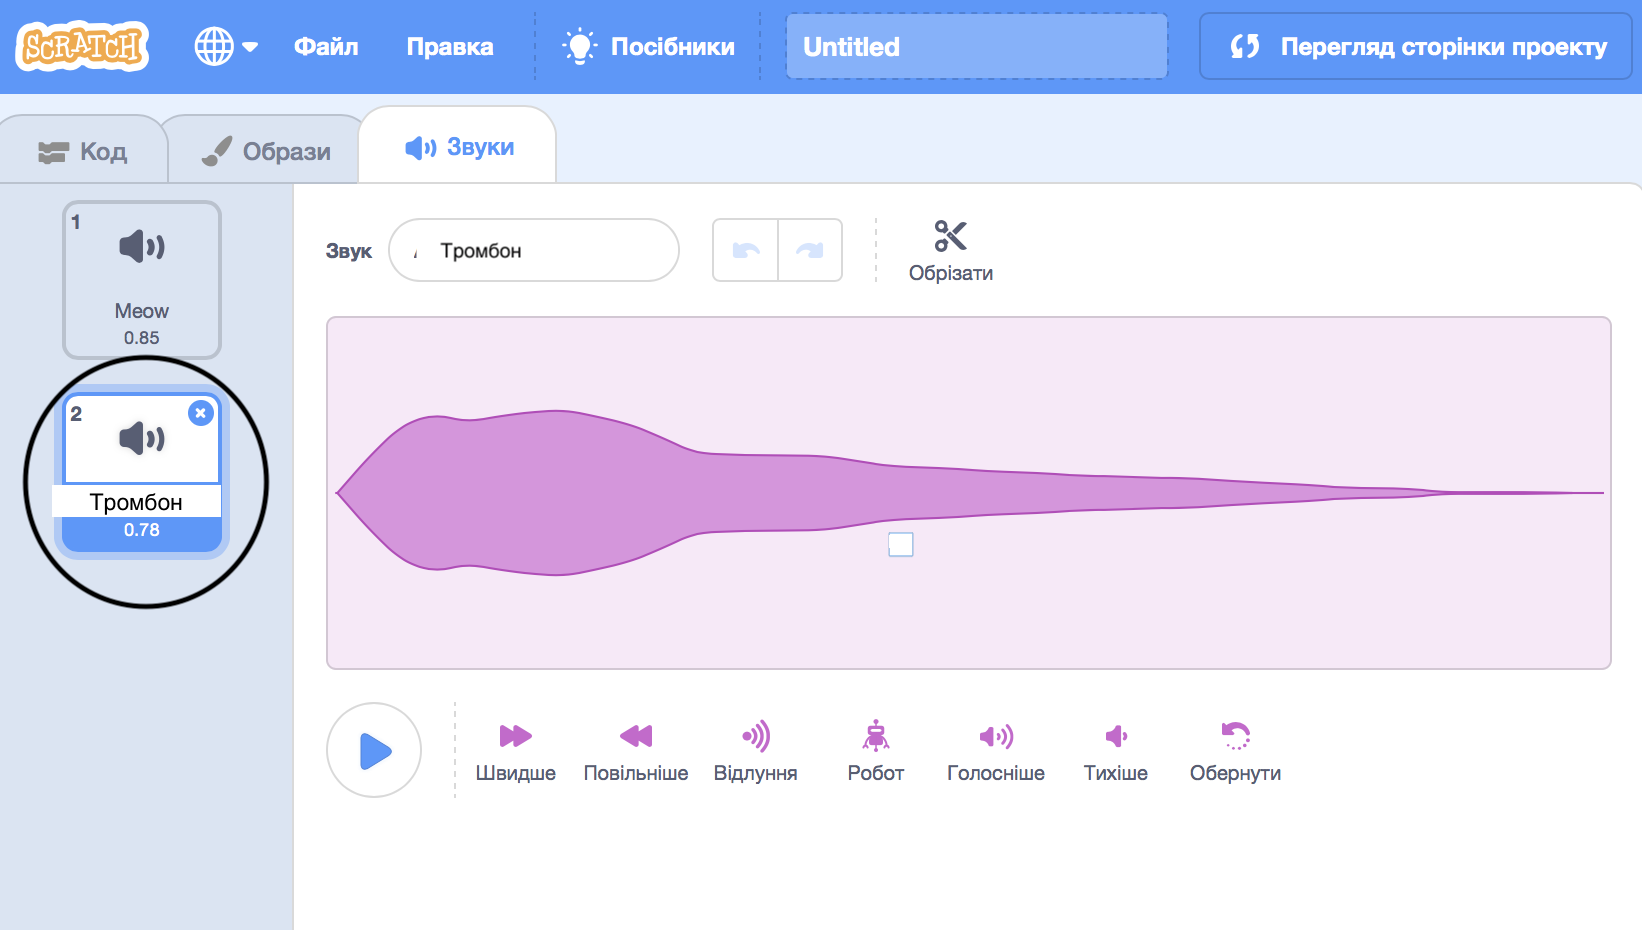 SCRATCH
Файл
Правка
Посібники
Untitled
Перегляд сторінки проекту
Код
Образи
Звуки
1
Meow
0.85
2
Тромбон
0.78
Звук
Тромбон
Обрізати
Швидше
Повільніше
Відлуння
Робот
Голосніше
Тихіше
Обернути